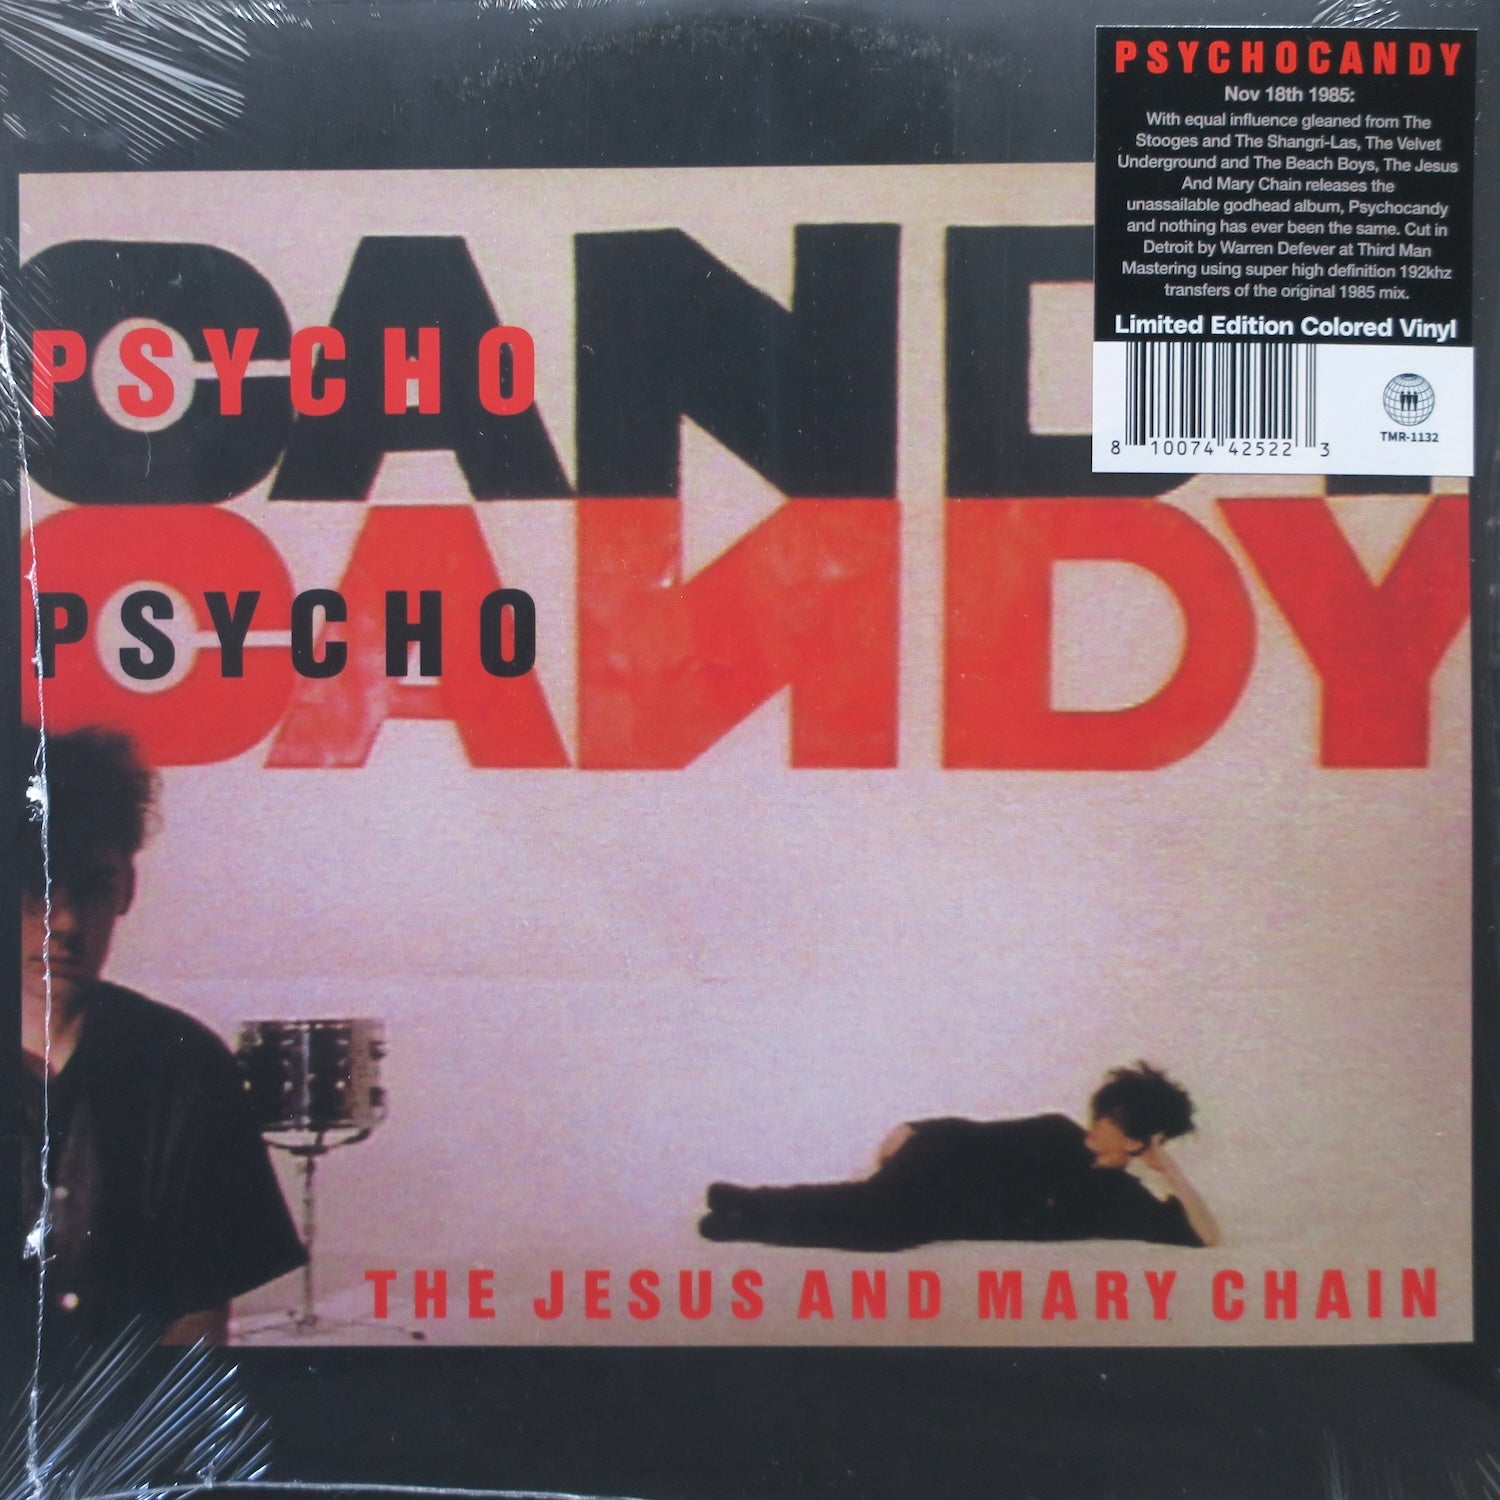 PSYCHOCANDY
Nov 18th 1985:
With equal influence gleaned from The
Stooges and The Shangri-Las, The Velvet
Underground and The Beach Boys, The Jesus
And Mary Chain releases the
unassailable godhead album, Psychocandy
and nothing has ever been the same. Cut in
Detroit by Warren Defever at Third Man
Mastering using super high definition 192khz
transfers of the original 1985 mix.
Limited Edition Colored Vinyl
8 10074 42522 3
TMR-1132
CANDY
PSYCHO
CANDY
PSYCHO
THE JESUS AND MARY CHAIN